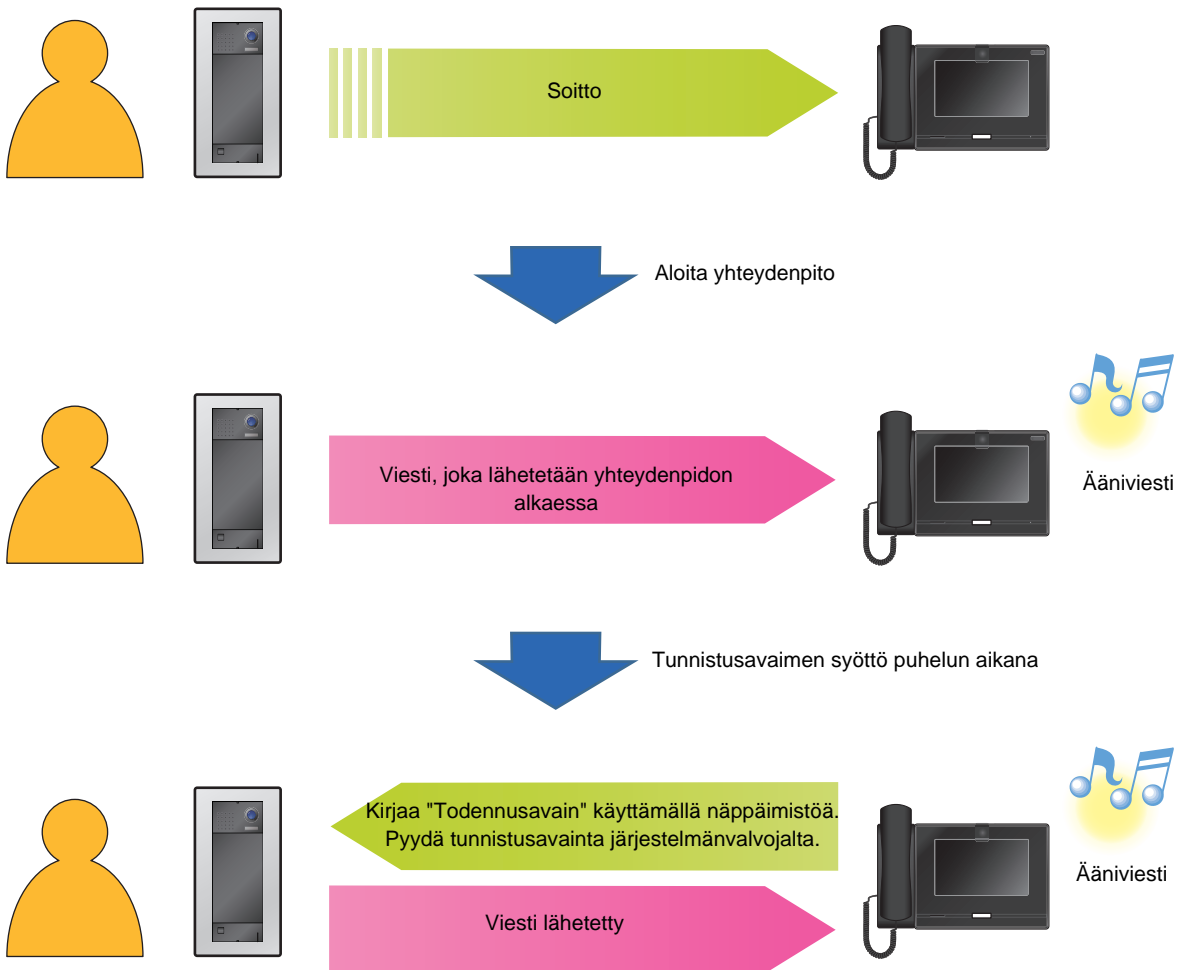 Soitto
Aloita yhteydenpito
Viesti, joka lähetetään yhteydenpidon
alkaessa
Ääniviesti
Tunnistusavaimen syöttö puhelun aikana
Kirjaa "Todennusavain" käyttämällä näppäimistöä.
Pyydä tunnistusavainta järjestelmänvalvojalta.
Ääniviesti
Viesti lähetetty